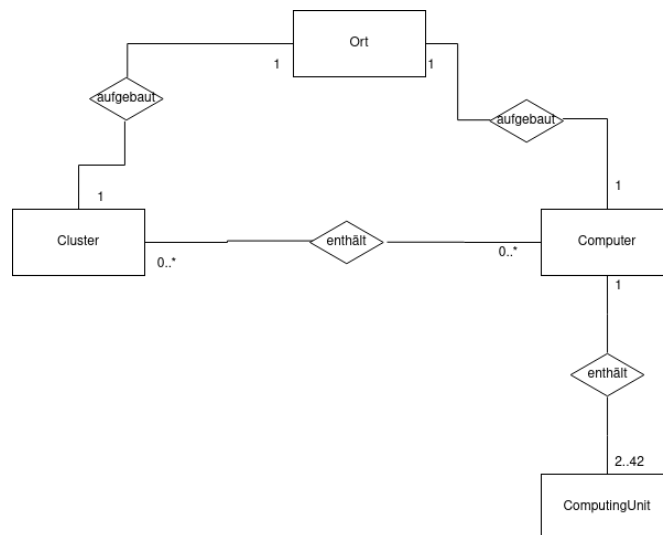 Ort
1
1
aufgebaut
aufgebaut
1
1
Cluster
enthält
Computer
0..*
0..*
1
enthält
2..42
ComputingUnit